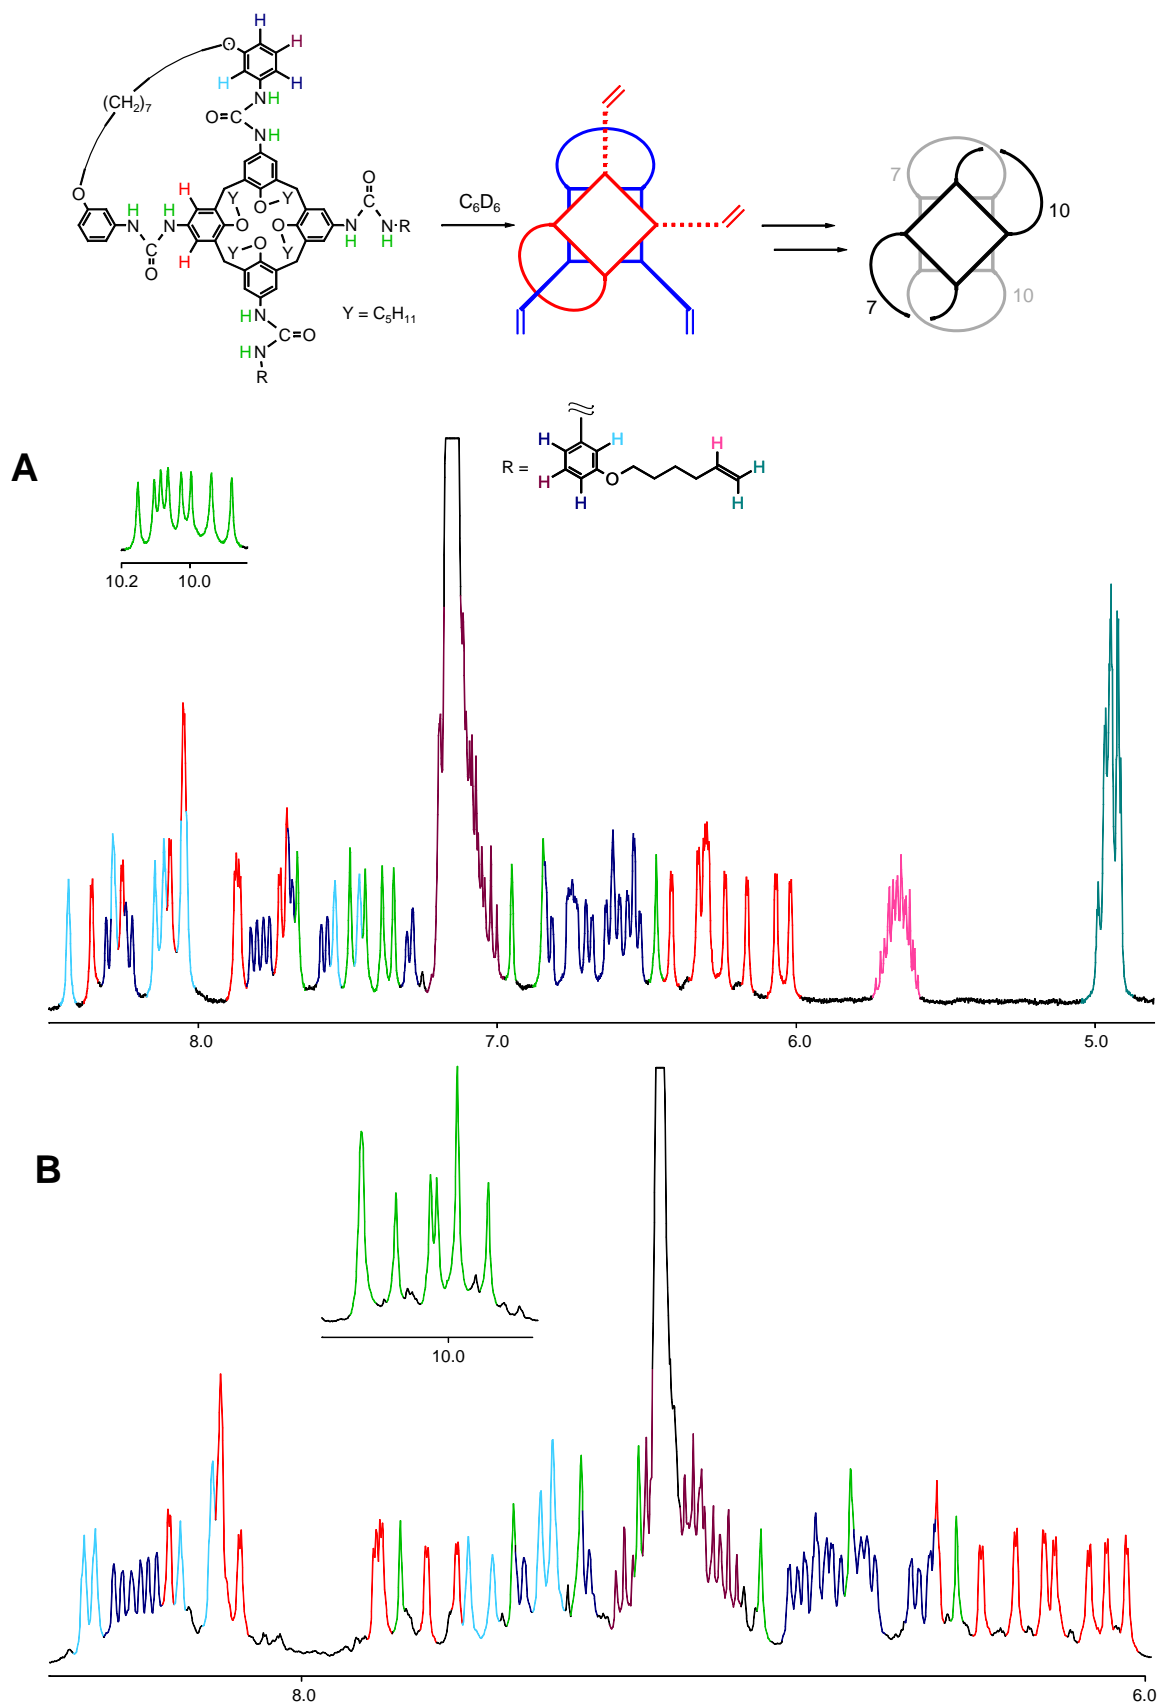 H
O H
H H
(CH2)7 NH
O=C
NH
O H O
H H Y Y C
N N O O N N-R
C Y O O Y H H
O
HN Y = C5H11
C=O
HN
R
C6D6
7
10
7
10
A
H H H
R = H
H O H
H
10.2 10.0
8.0 7.0 6.0 5.0
B
10.0
8.0 6.0